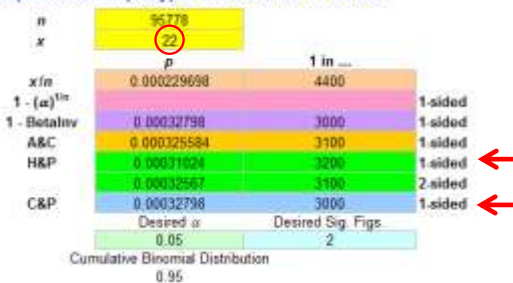 n 95778
x 22
p 1 in ...
x/n 0.000229698 4400
1 - (α)^1/n 1-sided
1 - BetaInv 0.00032798 3000 1-sided
A&C 0.000325584 3100 1-sided
H&P 0.00031024 3200 1-sided
0.00032567 3100 2-sided
C&P 0.00032798 3000 1-sided
Desired α Desired Sig. Figs.
0.05 2
Cumulative Binomial Distribution
0.95